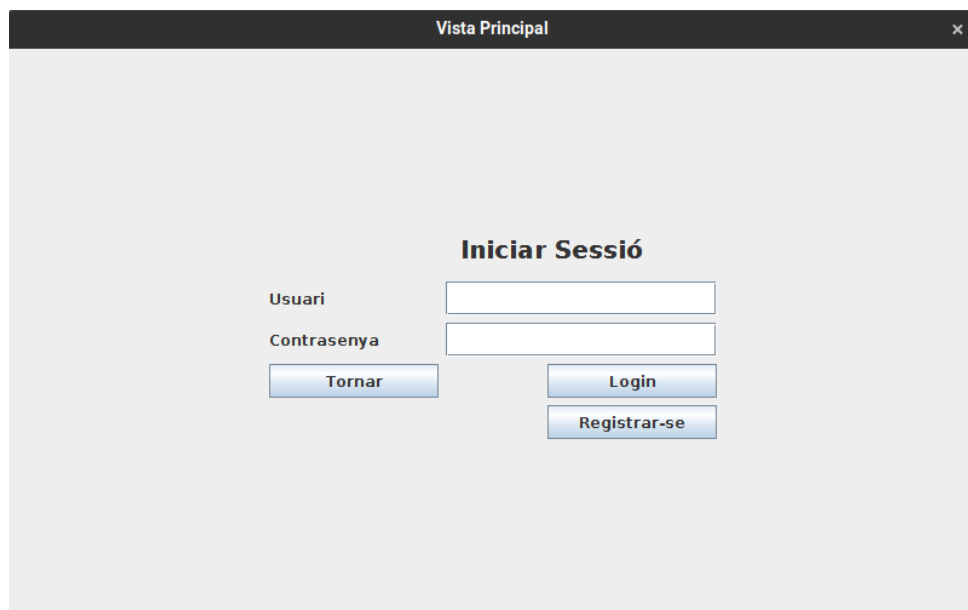 Vista Principal
Iniciar Sessió
Usuari
Contrasenya
Tornar
Login
Registrar-se